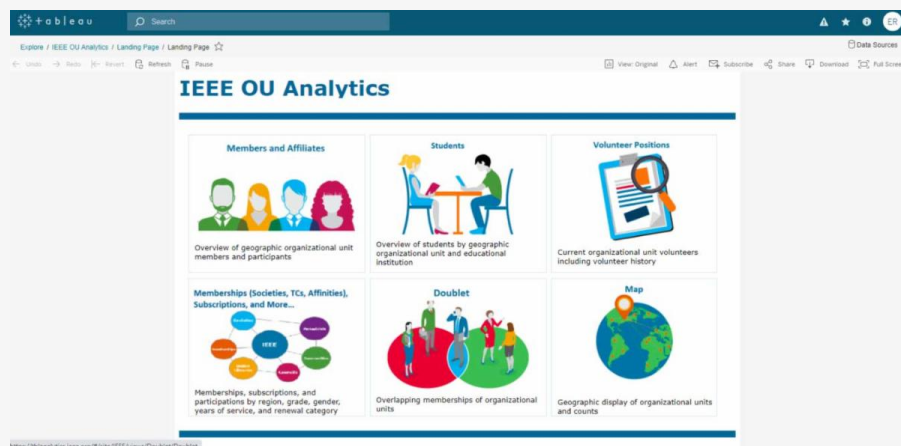 tableau
Search
ER
Explore / IEEE OU Analytics / Landing Page / Landing Page
Data Sources
Undo Redo Revert Refresh Pause
View: Original Alert Subscribe Share Download Full Scree
IEEE OU Analytics
Members and Affiliates
Overview of geographic organizational unit
members and participants
Students
Overview of students by geographic
organizational unit and educational
institution
Volunteer Positions
Current organizational unit volunteers
including volunteer history
Memberships (Societies, TCs, Affinities),
Subscriptions, and More...
IEEE
Memberships, subscriptions, and
participations by region, grade, gender,
years of service, and renewal category
Doublet
Overlapping memberships of organizational
units
Map
Geographic display of organizational units
and counts